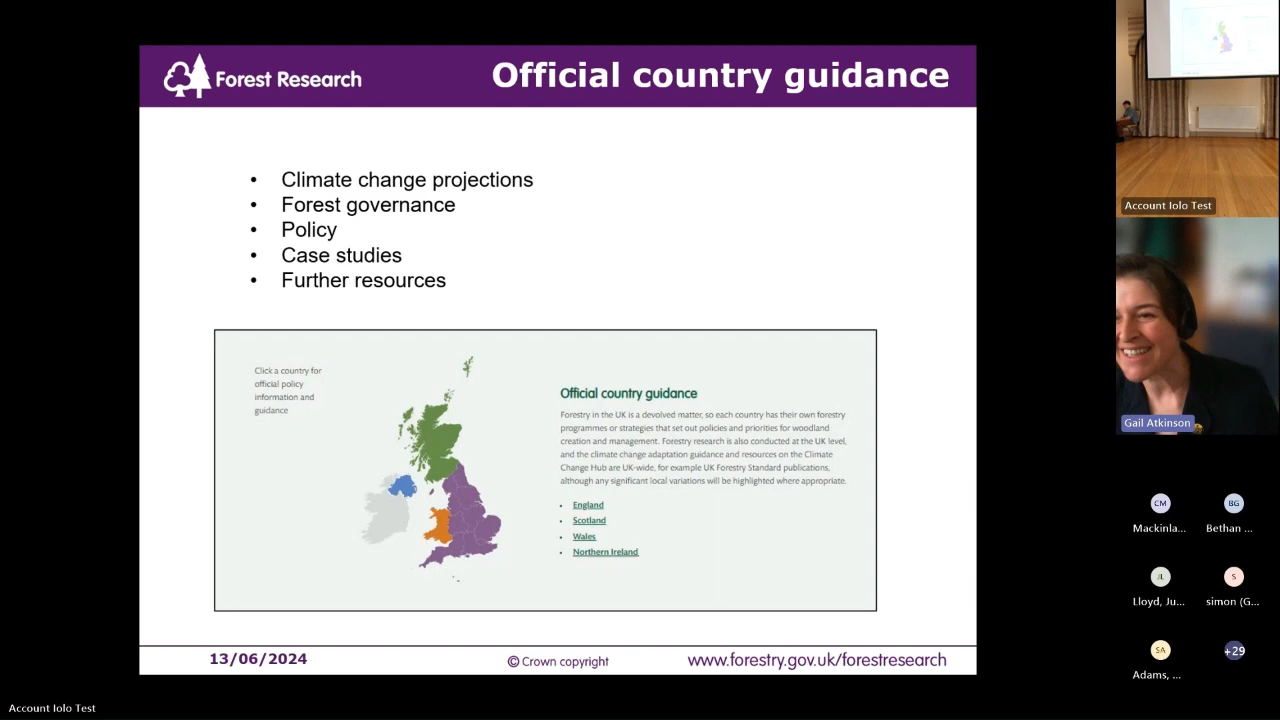 Forest Research
Official country guidance
• Climate change projections
• Forest governance
• Policy
• Case studies
• Further resources
Click a country for
official policy
information and
guidance
Official country guidance
Forestry in the UK is a devolved matter, so each country has their own forestry
programmes or strategies that set out policies and priorities for woodland
creation and management. Forestry research is also conducted at the UK level,
and the climate change adaptation guidance and resources on the Climate
Change Hub are UK-wide, for example UK Forestry Standard publications,
although any significant local variations will be highlighted where appropriate.
• England
• Scotland
• Wales
• Northern Ireland
13/06/2024
© Crown copyright
www.forestry.gov.uk/forestresearch
Account Iolo Test
Account Iolo Test
Gail Atkinson
CM
BG
Mackinla...
Bethan ...
JL
S
Lloyd, Ju...
simon (G...
SA
+29
Adams, ...